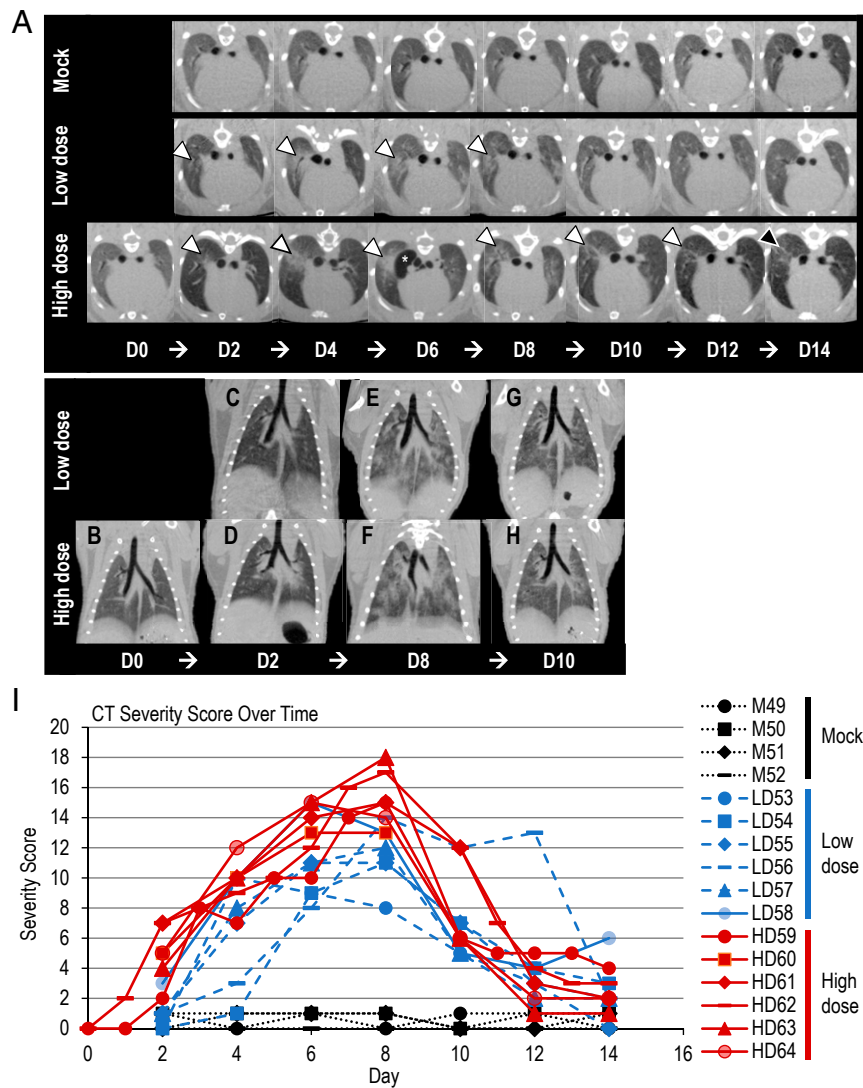 A
Mock
Low dose
High dose
*
D0 → D2 → D4 → D6 → D8 → D10 → D12 → D14
Low dose
C E G
High dose
B D F H
D0 → D2 → D8 → D10
I
CT Severity Score Over Time
Severity Score
20
18
16
14
12
10
8
6
4
2
0
0 2 4 6 8 10 12 14 16
Day
M49
M50
M51
M52
Mock
LD53
LD54
LD55
LD56
LD57
LD58
Low
dose
HD59
HD60
HD61
HD62
HD63
HD64
High
dose